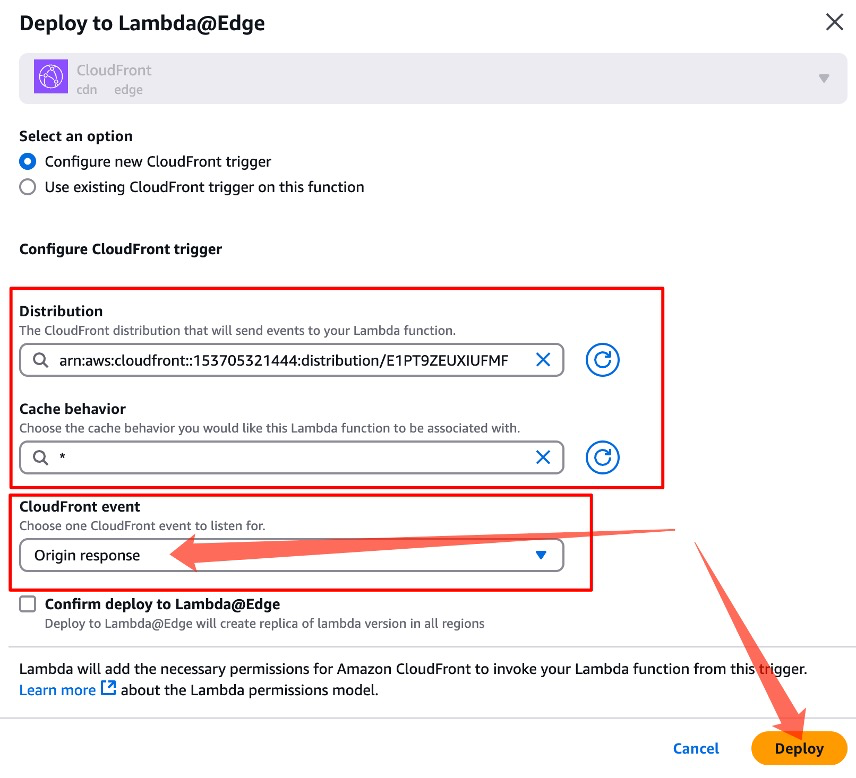 Deploy to Lambda@Edge
CloudFront
cdn edge
Select an option
Configure new CloudFront trigger
Use existing CloudFront trigger on this function
Configure CloudFront trigger
Distribution
The CloudFront distribution that will send events to your Lambda function.
arn:aws:cloudfront::153705321444:distribution/E1PT9ZEUXIUFMF
Cache behavior
Choose the cache behavior you would like this Lambda function to be associated with.
*
CloudFront event
Choose one CloudFront event to listen for.
Origin response
Confirm deploy to Lambda@Edge
Deploy to Lambda@Edge will create replica of lambda version in all regions
Lambda will add the necessary permissions for Amazon CloudFront to invoke your Lambda function from this trigger.
Learn more about the Lambda permissions model.
Cancel Deploy